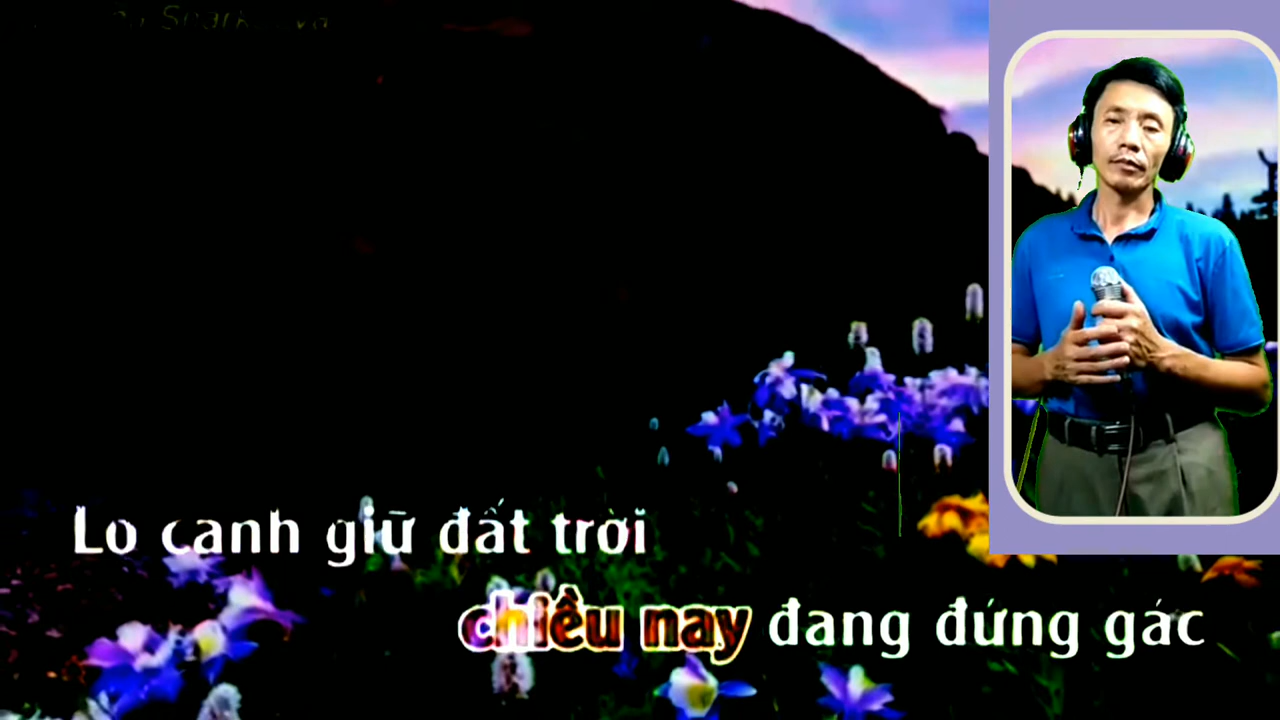 Lo canh giữ đất trời
chiều nay đang đứng gác